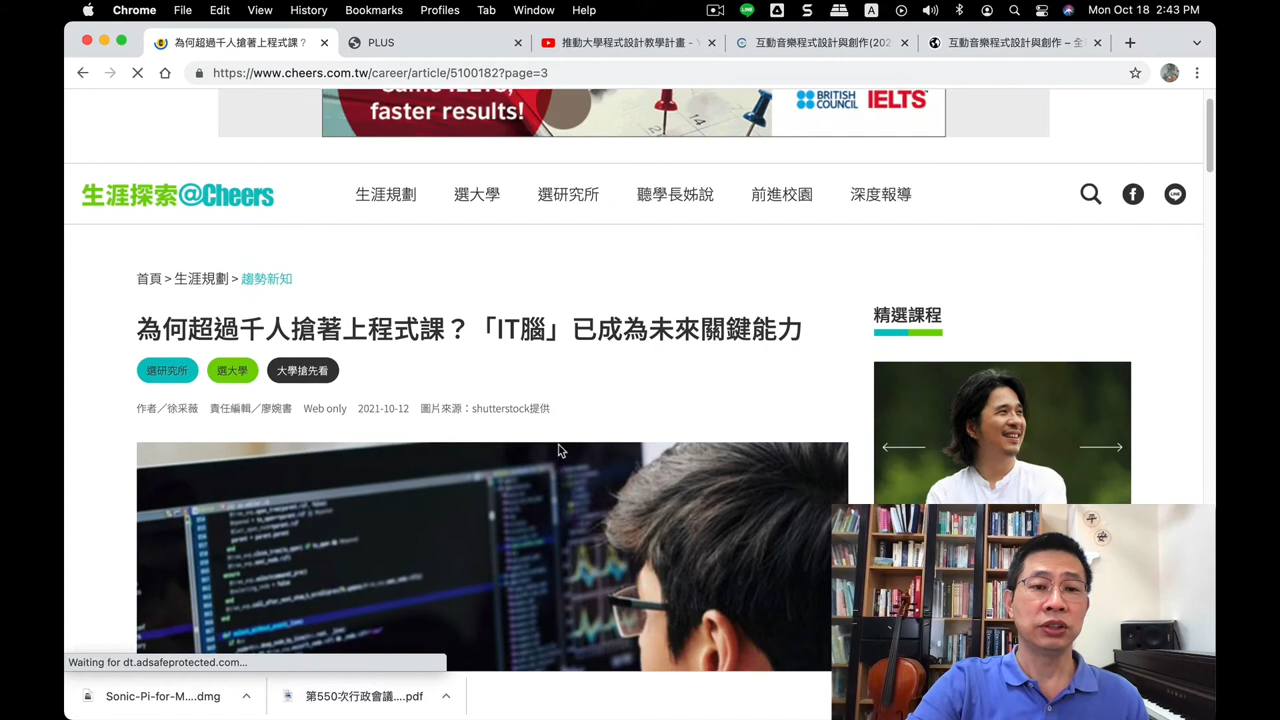 Chrome File Edit View History Bookmarks Profiles Tab Window Help
A
Mon Oct 18 2:43 PM
為何超過千人搶著上程式課？
PLUS
推動大學程式設計教學計畫 - Y
互動音樂程式設計與創作(202
互動音樂程式設計與創作 – 全
https://www.cheers.com.tw/career/article/5100182?page=3
faster results!
BRITISH COUNCIL IELTS
生涯探索@Cheers
生涯規劃 選大學 選研究所 聽學長姊說 前進校園 深度報導
LINE
首頁 > 生涯規劃 > 趨勢新知
為何超過千人搶著上程式課？「IT腦」已成為未來關鍵能力
精選課程
選研究所 選大學 大學搶先看
作者／徐采薇 責任編輯／廖婉書 Web only 2021-10-12 圖片來源：shutterstock提供
Waiting for dt.adsafeprotected.com...
Sonic-Pi-for-M....dmg
第550次行政會議....pdf